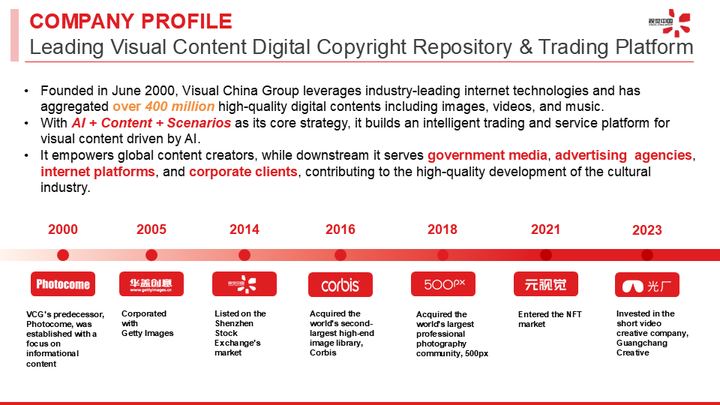 COMPANY PROFILE
Leading Visual Content Digital Copyright Repository & Trading Platform
视觉中国
• Founded in June 2000, Visual China Group leverages industry-leading internet technologies and has
aggregated over 400 million high-quality digital contents including images, videos, and music.
• With AI + Content + Scenarios as its core strategy, it builds an intelligent trading and service platform for
visual content driven by AI.
• It empowers global content creators, while downstream it serves government media, advertising agencies,
internet platforms, and corporate clients, contributing to the high-quality development of the cultural
industry.
2000 2005 2014 2016 2018 2021 2023
Photocome
华盖创意
www.gettyimages.cn
corbis
500px
元视觉
光厂
VCG's predecessor,
Photocome, was
established with a
focus on
informational
content
Corporated
with
Getty Images
Listed on the
Shenzhen
Stock
Exchange's
market
Acquired the
world's second-
largest high-end
image library,
Corbis
Acquired the
world's largest
professional
photography
community, 500px
Entered the NFT
market
Invested in the
short video
creative company,
Guangchang
Creative